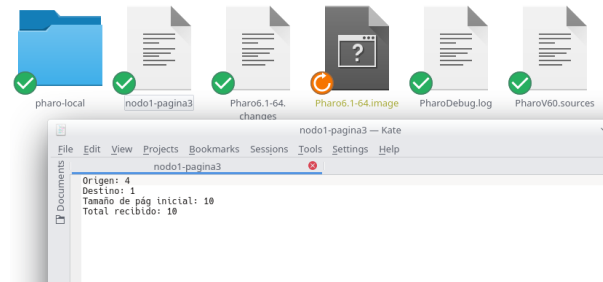 pharo-local
nodo1-pagina3
Pharo6.1-64.
changes
Pharo6.1-64.image
PharoDebug.log
PharoV60.sources
nodo1-pagina3 — Kate
File Edit View Projects Bookmarks Sessions Tools Settings Help
nodo1-pagina3
Documents
Origen: 4
Destino: 1
Tamaño de pág inicial: 10
Total recibido: 10